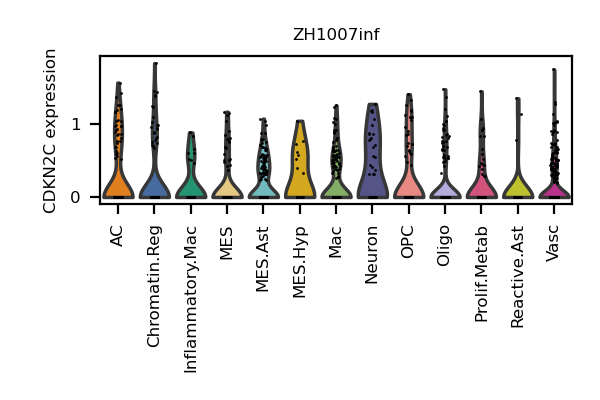 ZH1007inf
CDKN2C expression
1
0
AC
Chromatin.Reg
Inflammatory.Mac
MES
MES.Ast
MES.Hyp
Mac
Neuron
OPC
Oligo
Prolif.Metab
Reactive.Ast
Vasc